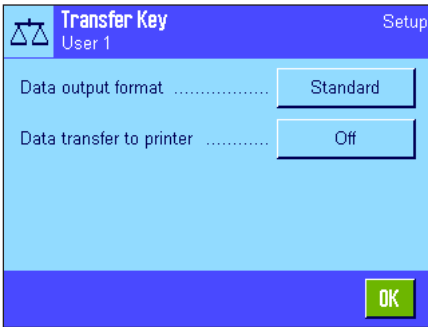 Transfer Key Setup
User 1
Data output format .................. Standard
Data transfer to printer ............ Off
OK